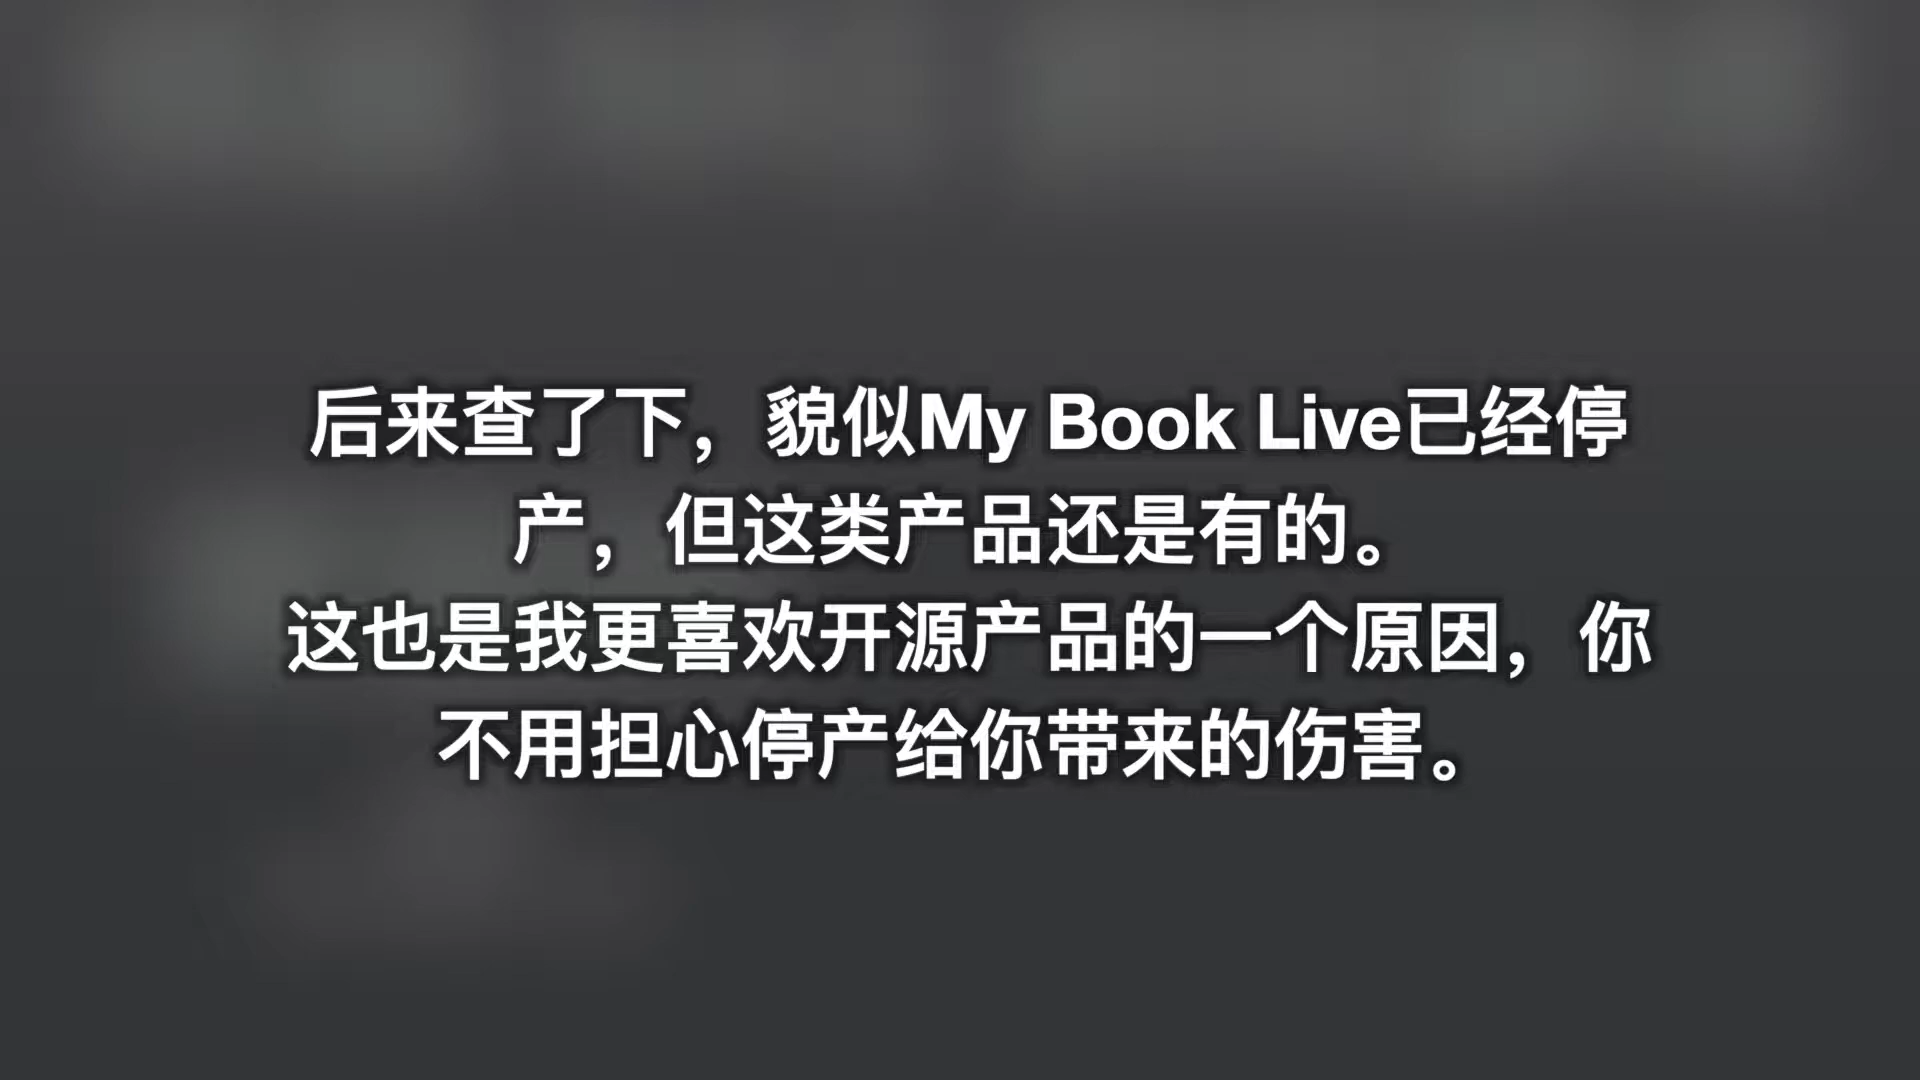 后来查了下，貌似My Book Live已经停
产，但这类产品还是有的。
这也是我更喜欢开源产品的一个原因，你
不用担心停产给你带来的伤害。